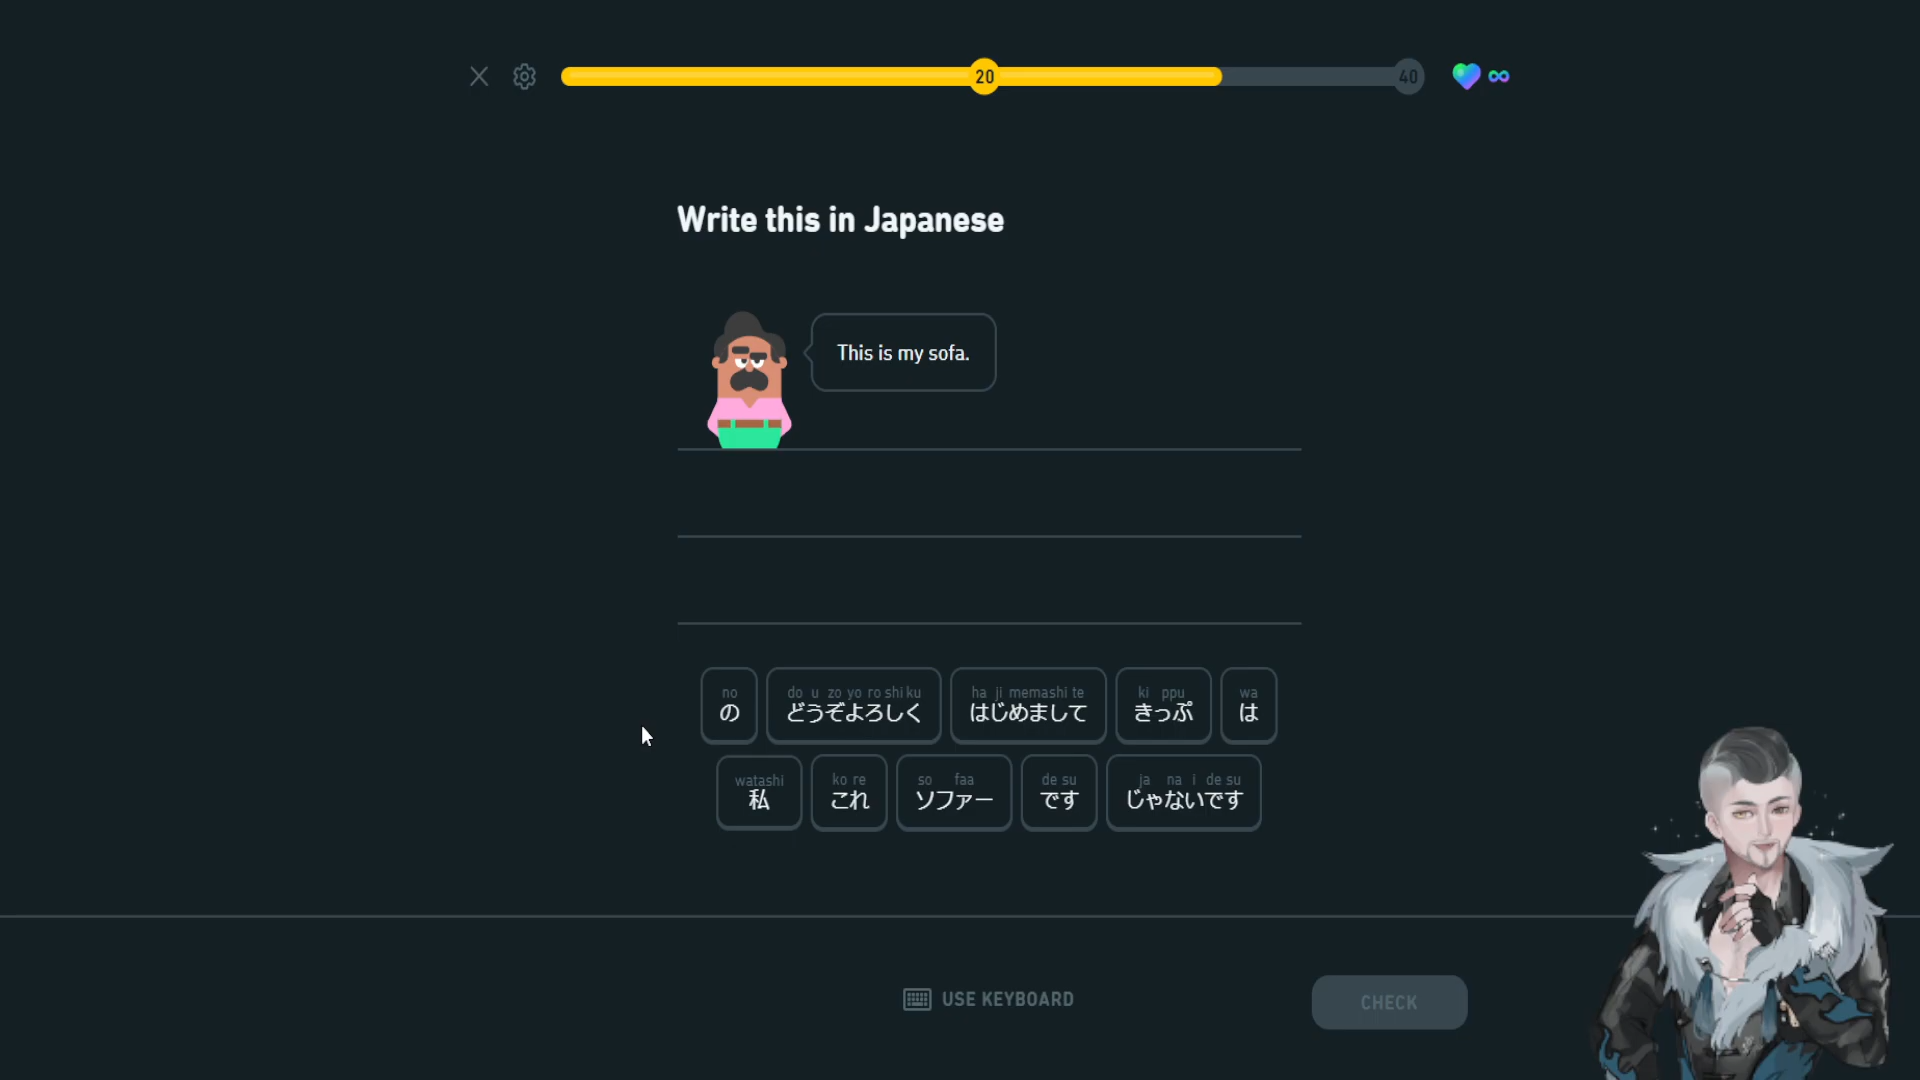 20
40
Write this in Japanese
This is my sofa.
no
の
do u zo yo ro shi ku
どうぞよろしく
ha ji memashi te
はじめまして
ki ppu
きっぷ
wa
は
watashi
私
ko re
これ
so faa
ソファー
de su
です
ja na i de su
じゃないです
USE KEYBOARD
CHECK